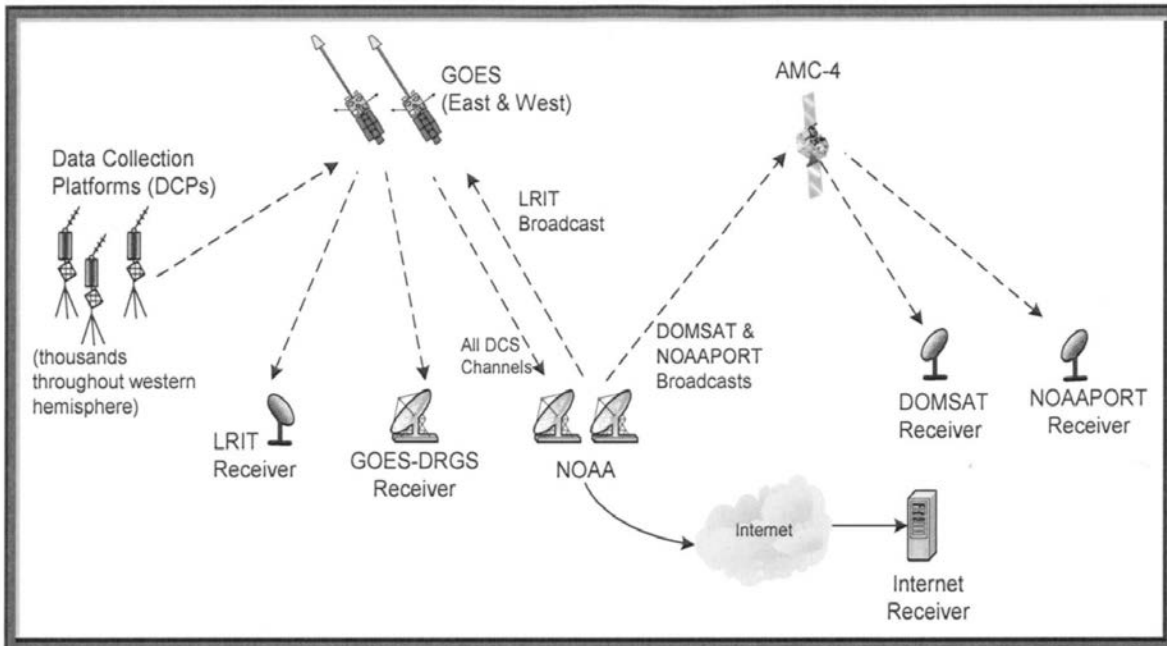 GOES
(East & West)
AMC-4
Data Collection
Platforms (DCPs)
LRIT
Broadcast
(thousands
throughout western
hemisphere)
All DCS
Channels
DOMSAT &
NOAAPORT
Broadcasts
LRIT
Receiver
GOES-DRGS
Receiver
NOAA
DOMSAT
Receiver
NOAAPORT
Receiver
Internet
Internet
Receiver